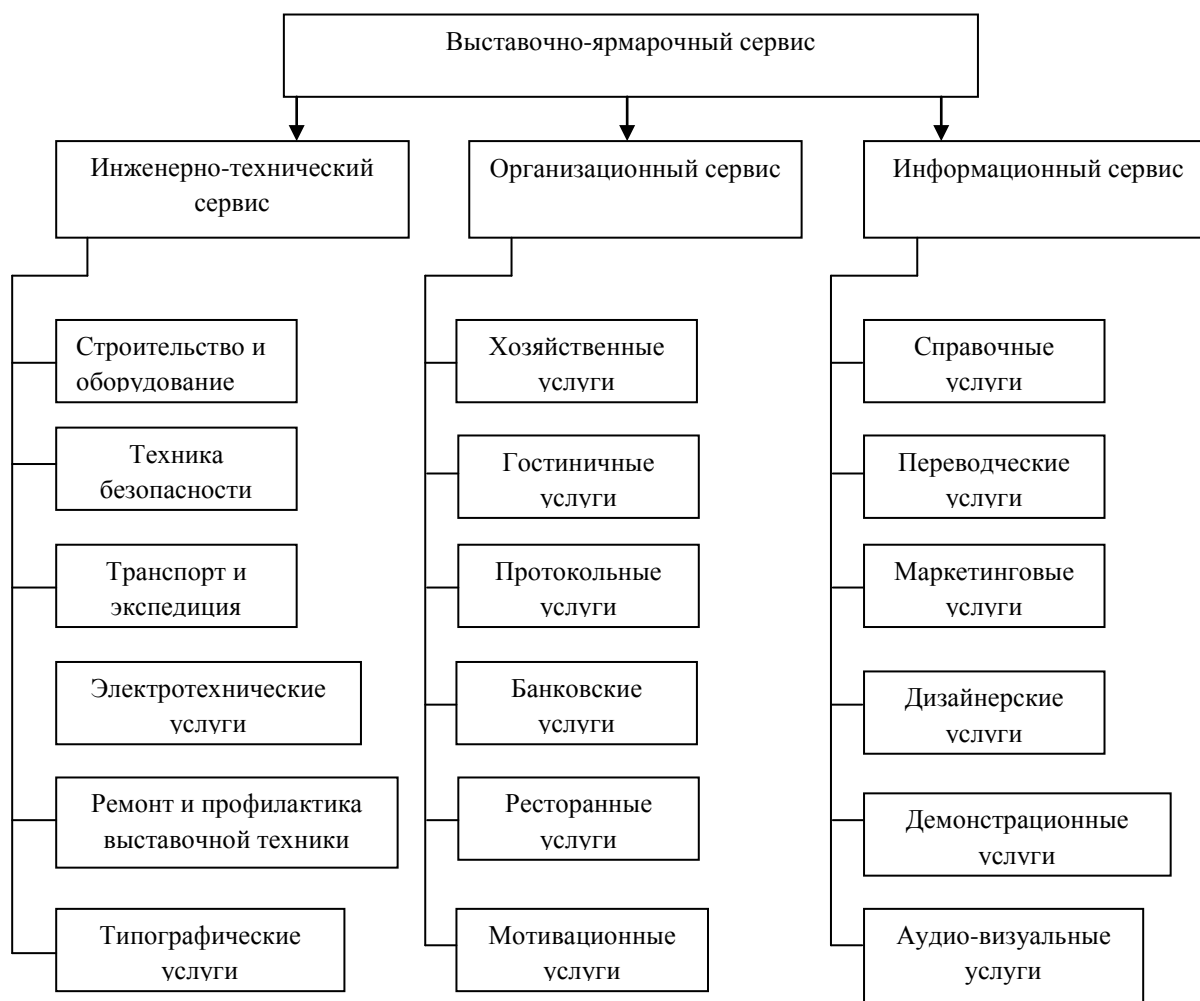 Выставочно-ярмарочный сервис
Инженерно-технический
сервис
Организационный сервис
Информационный сервис
Строительство и
оборудование
Техника
безопасности
Транспорт и
экспедиция
Электротехнические
услуги
Ремонт и профилактика
выставочной техники
Типографические
услуги
Хозяйственные
услуги
Гостиничные
услуги
Протокольные
услуги
Банковские
услуги
Ресторанные
услуги
Мотивационные
услуги
Справочные
услуги
Переводческие
услуги
Маркетинговые
услуги
Дизайнерские
услуги
Демонстрационные
услуги
Аудио-визуальные
услуги